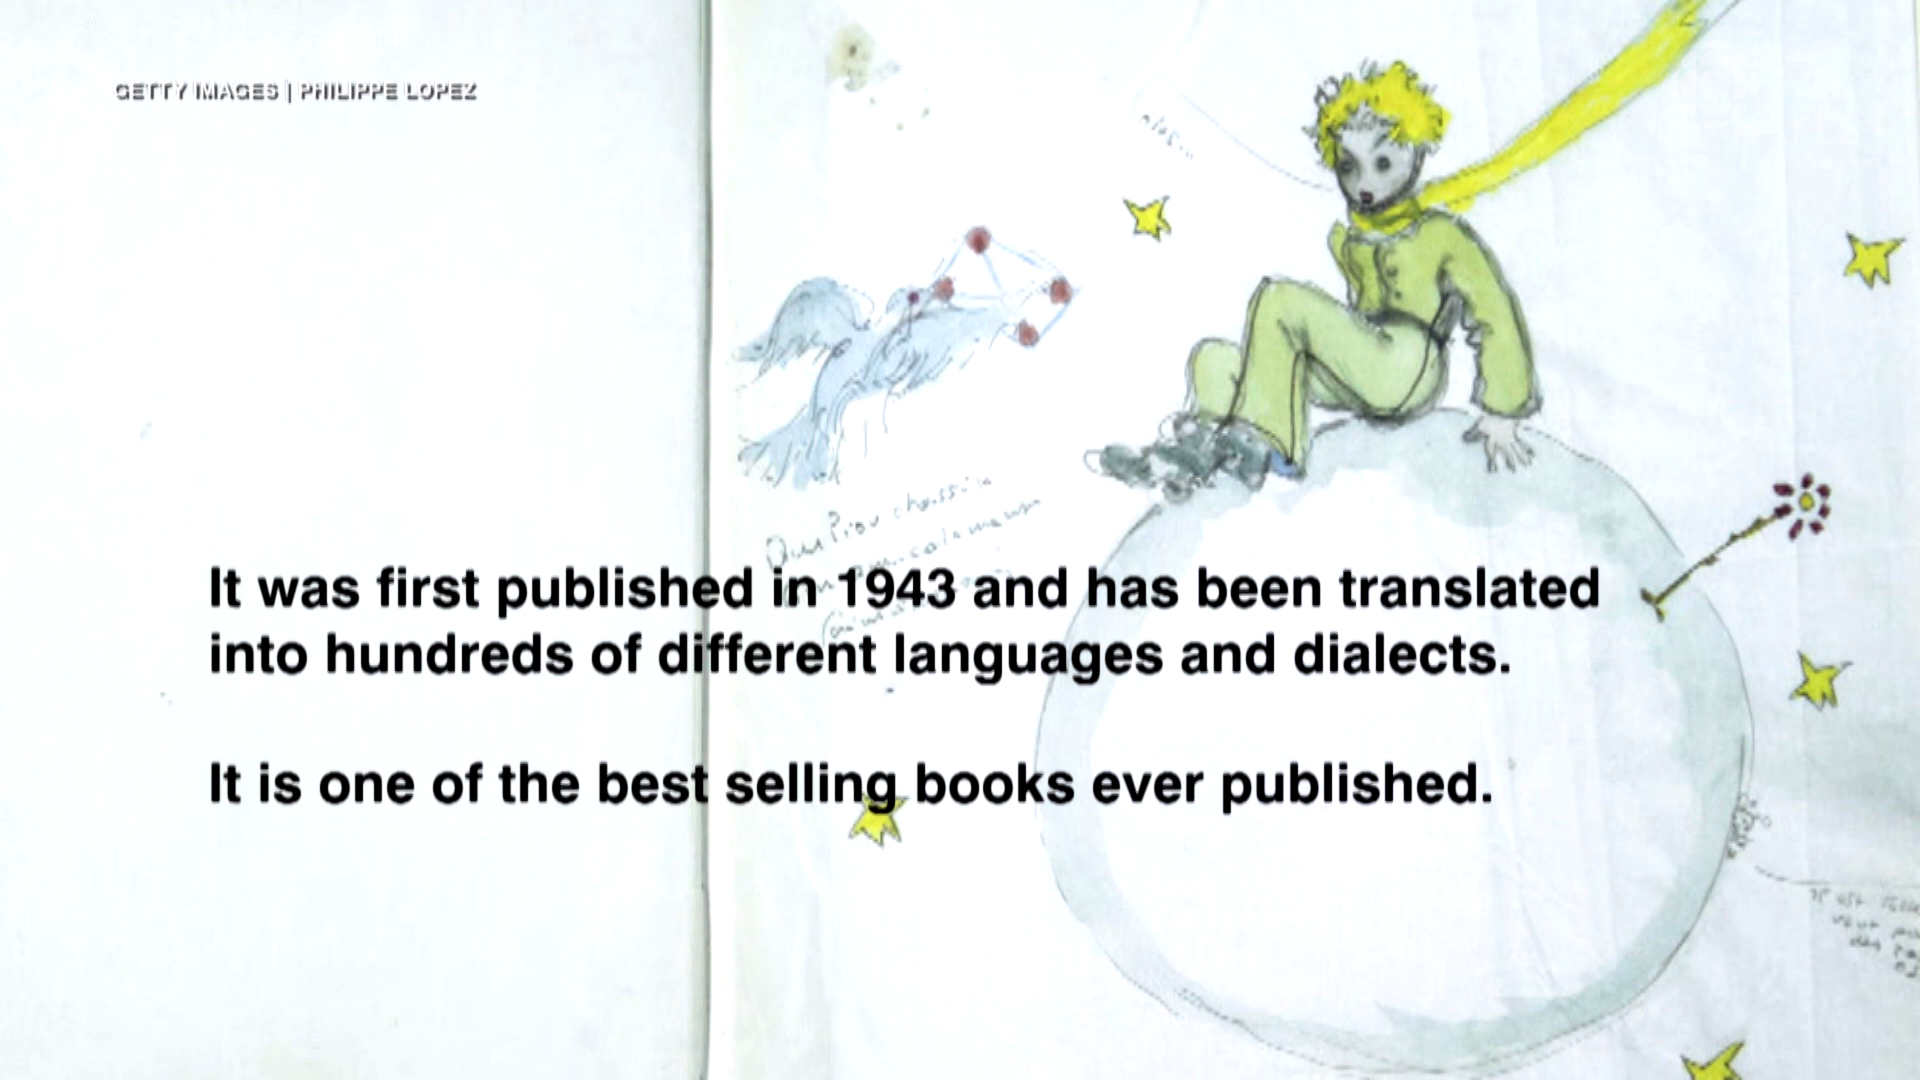 GETTY IMAGES | PHILIPPE LOPEZ
It was first published in 1943 and has been translated
into hundreds of different languages and dialects.
It is one of the best selling books ever published.